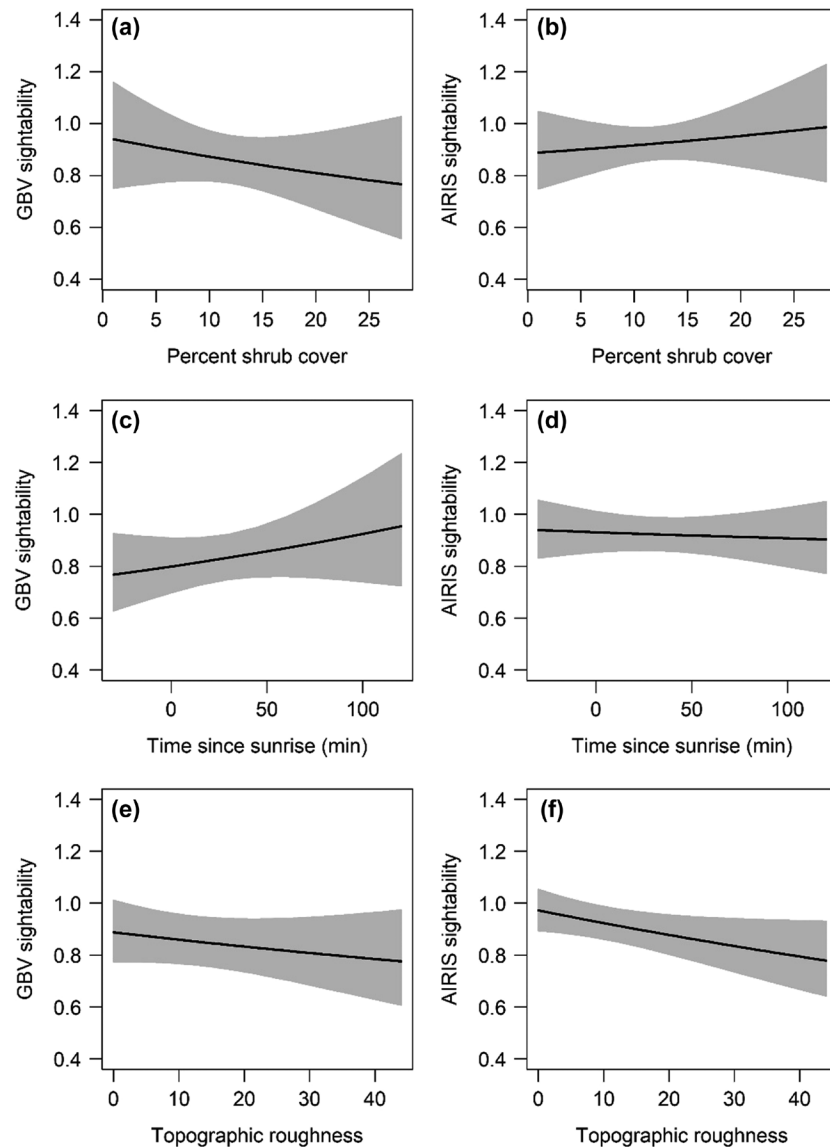 (a)
1.4
1.2
1.0
0.8
0.6
0.4
GBV sightability
0 5 10 15 20 25
Percent shrub cover
(b)
1.4
1.2
1.0
0.8
0.6
0.4
AIRIS sightability
0 5 10 15 20 25
Percent shrub cover
(c)
1.4
1.2
1.0
0.8
0.6
0.4
GBV sightability
0 50 100
Time since sunrise (min)
(d)
1.4
1.2
1.0
0.8
0.6
0.4
AIRIS sightability
0 50 100
Time since sunrise (min)
(e)
1.4
1.2
1.0
0.8
0.6
0.4
GBV sightability
0 10 20 30 40
Topographic roughness
(f)
1.4
1.2
1.0
0.8
0.6
0.4
AIRIS sightability
0 10 20 30 40
Topographic roughness